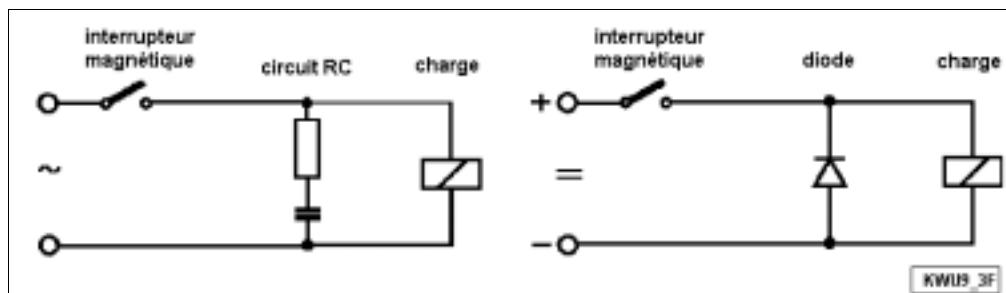 interrupteur
magnétique
circuit RC
charge
~
interrupteur
magnétique
diode
charge
+
=
−
KWU9_3F